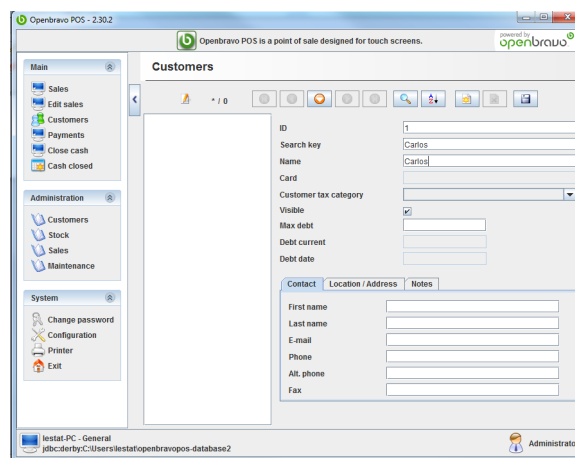 Openbravo POS - 2.30.2
Openbravo POS is a point of sale designed for touch screens.
powered by
openbravo
Main
Sales
Edit sales
Customers
Payments
Close cash
Cash closed
Administration
Customers
Stock
Sales
Maintenance
System
Change password
Configuration
Printer
Exit
Customers
* / 0
ID 1
Search key Carlos
Name Carlos
Card
Customer tax category
Visible
Max debt
Debt current
Debt date
Contact Location / Address Notes
First name
Last name
E-mail
Phone
Alt. phone
Fax
lestat-PC - General
jdbc:derby:C:\Users\lestat\openbravopos-database2
Administrato